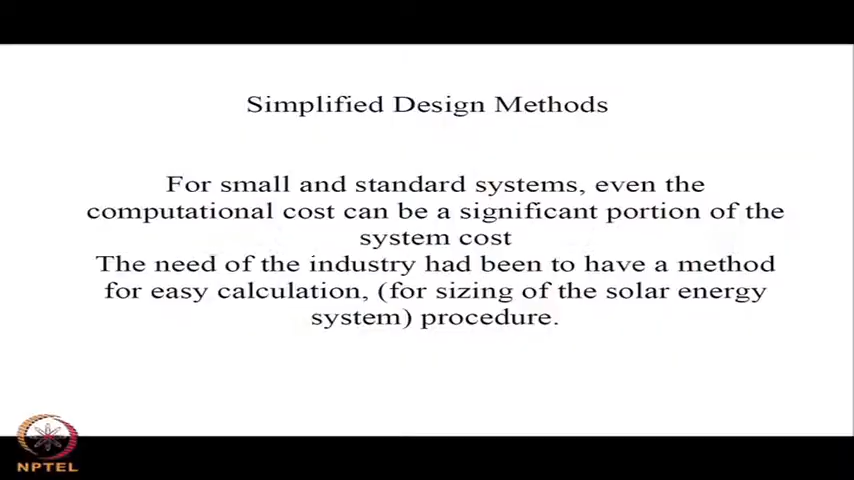 Simplified Design Methods
For small and standard systems, even the
computational cost can be a significant portion of the
system cost
The need of the industry had been to have a method
for easy calculation, (for sizing of the solar energy
system) procedure.
NPTEL